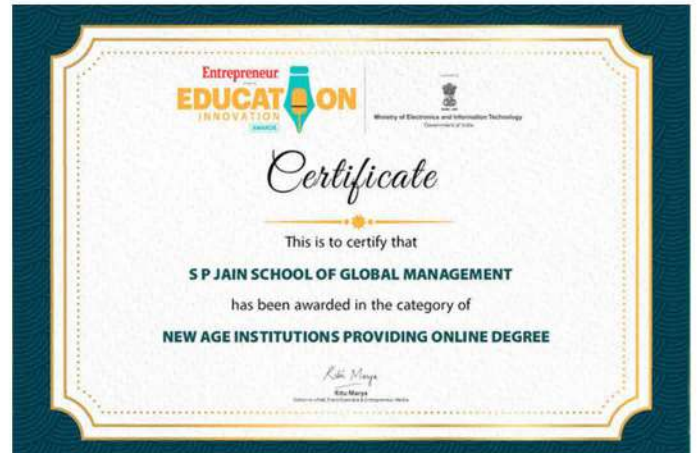 Entrepreneur
EDUCATION
INNOVATION
AWARDS
Ministry of Electronics and Information Technology
Government of India
Certificate
This is to certify that
S P JAIN SCHOOL OF GLOBAL MANAGEMENT
has been awarded in the category of
NEW AGE INSTITUTIONS PROVIDING ONLINE DEGREE
Ritu Marya
Ritu Marya